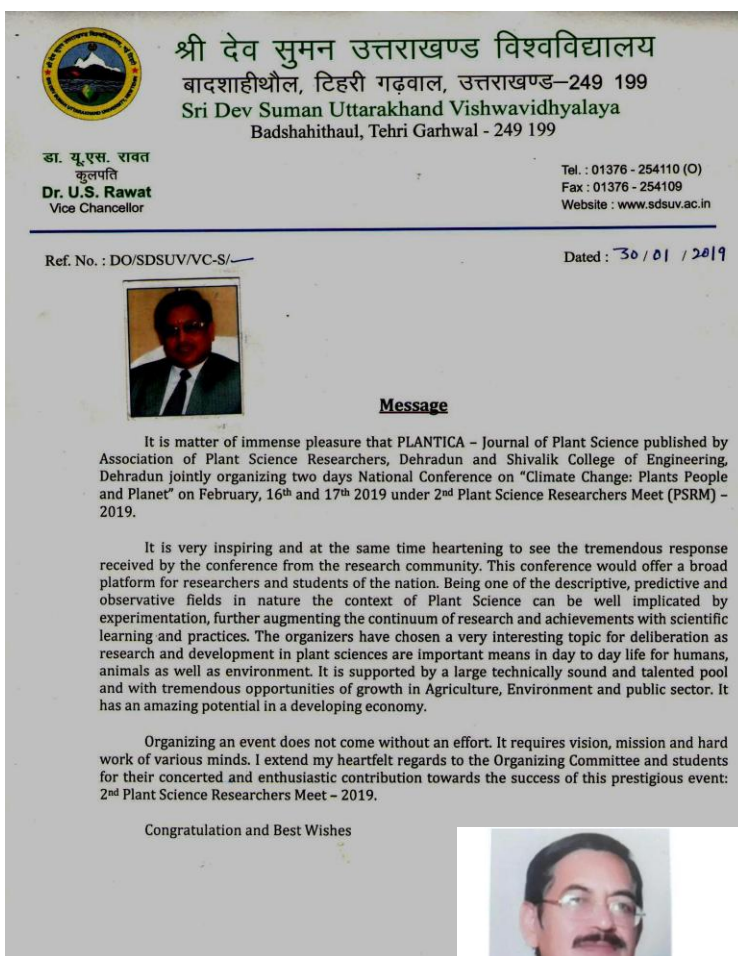 श्री देव सुमन उत्तराखण्ड विश्वविद्यालय
बादशाहीथौल, टिहरी गढ़वाल, उत्तराखण्ड–249 199
Sri Dev Suman Uttarakhand Vishwavidhyalaya
Badshahithaul, Tehri Garhwal - 249 199
डा. यू.एस. रावत
कुलपति
Dr. U.S. Rawat
Vice Chancellor
Tel. : 01376 - 254110 (O)
Fax : 01376 - 254109
Website : www.sdsuv.ac.in
Ref. No. : DO/SDSUV/VC-S/—
Dated : 30 / 01 / 2019
Message
It is matter of immense pleasure that PLANTICA – Journal of Plant Science published by
Association of Plant Science Researchers, Dehradun and Shivalik College of Engineering,
Dehradun jointly organizing two days National Conference on “Climate Change: Plants People
and Planet” on February, 16th and 17th 2019 under 2nd Plant Science Researchers Meet (PSRM) –
2019.
It is very inspiring and at the same time heartening to see the tremendous response
received by the conference from the research community. This conference would offer a broad
platform for researchers and students of the nation. Being one of the descriptive, predictive and
observative fields in nature the context of Plant Science can be well implicated by
experimentation, further augmenting the continuum of research and achievements with scientific
learning and practices. The organizers have chosen a very interesting topic for deliberation as
research and development in plant sciences are important means in day to day life for humans,
animals as well as environment. It is supported by a large technically sound and talented pool
and with tremendous opportunities of growth in Agriculture, Environment and public sector. It
has an amazing potential in a developing economy.
Organizing an event does not come without an effort. It requires vision, mission and hard
work of various minds. I extend my heartfelt regards to the Organizing Committee and students
for their concerted and enthusiastic contribution towards the success of this prestigious event:
2nd Plant Science Researchers Meet – 2019.
Congratulation and Best Wishes